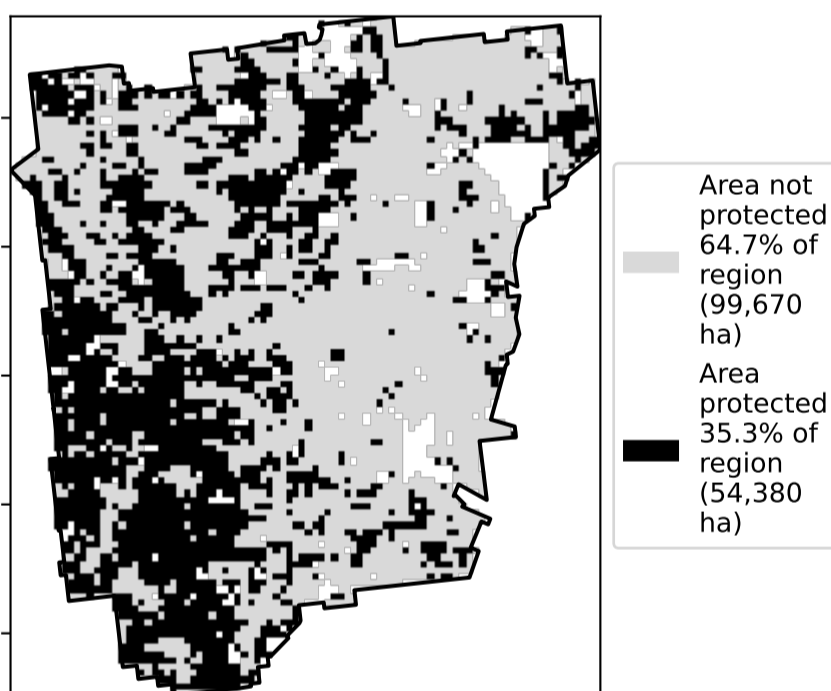 Area not
protected
64.7% of
region
(99,670
ha)
Area
protected
35.3% of
region
(54,380
ha)